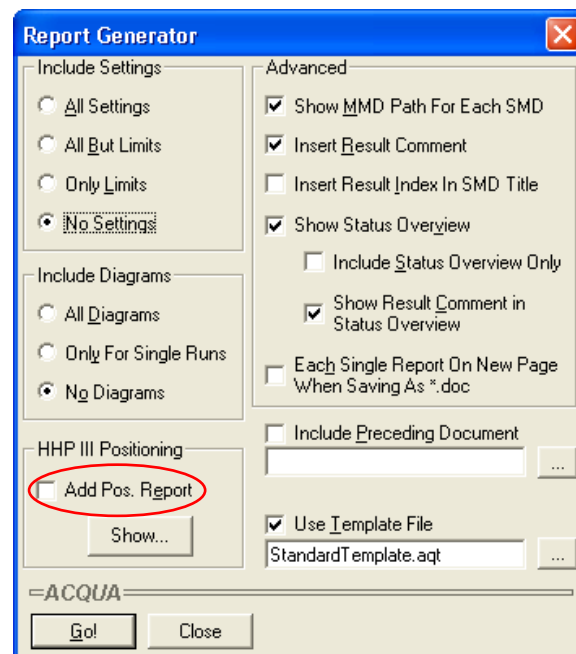 Report Generator
Include Settings
All Settings
All But Limits
Only Limits
No Settings
Include Diagrams
All Diagrams
Only For Single Runs
No Diagrams
HHP III Positioning
Add Pos. Report
Show...
Advanced
Show MMD Path For Each SMD
Insert Result Comment
Insert Result Index In SMD Title
Show Status Overview
Include Status Overview Only
Show Result Comment in
Status Overview
Each Single Report On New Page
When Saving As *.doc
Include Preceding Document
...
Use Template File
StandardTemplate.aqt
...
ACQUA
Go!
Close